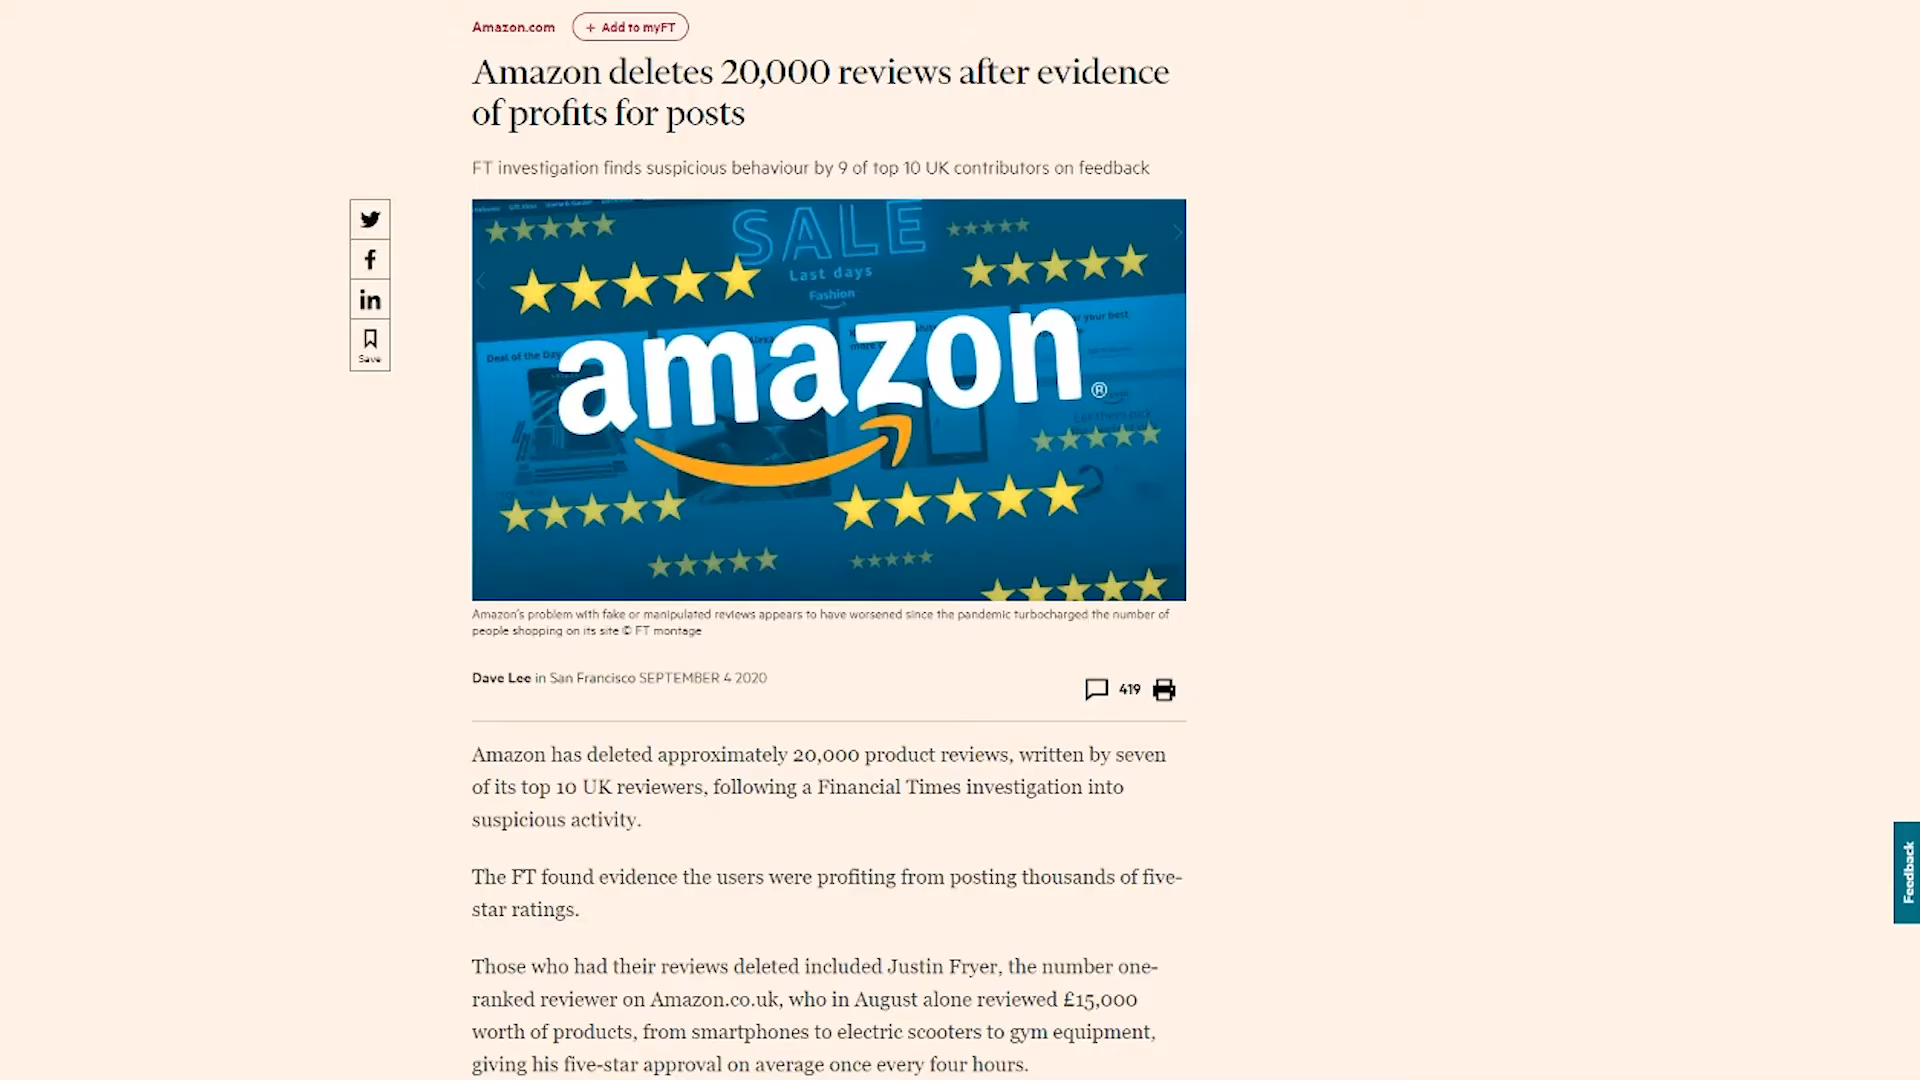 Amazon.com
+ Add to myFT
Amazon deletes 20,000 reviews after evidence
of profits for posts
FT investigation finds suspicious behaviour by 9 of top 10 UK contributors on feedback
in
Save
SALE
Last days
Fashion
Deal of the Day
your best
amazon®
Amazon's problem with fake or manipulated reviews appears to have worsened since the pandemic turbocharged the number of
people shopping on its site © FT montage
Dave Lee in San Francisco SEPTEMBER 4 2020
419
Amazon has deleted approximately 20,000 product reviews, written by seven
of its top 10 UK reviewers, following a Financial Times investigation into
suspicious activity.
The FT found evidence the users were profiting from posting thousands of five-
star ratings.
Those who had their reviews deleted included Justin Fryer, the number one-
ranked reviewer on Amazon.co.uk, who in August alone reviewed £15,000
worth of products, from smartphones to electric scooters to gym equipment,
giving his five-star approval on average once every four hours.
Feedback